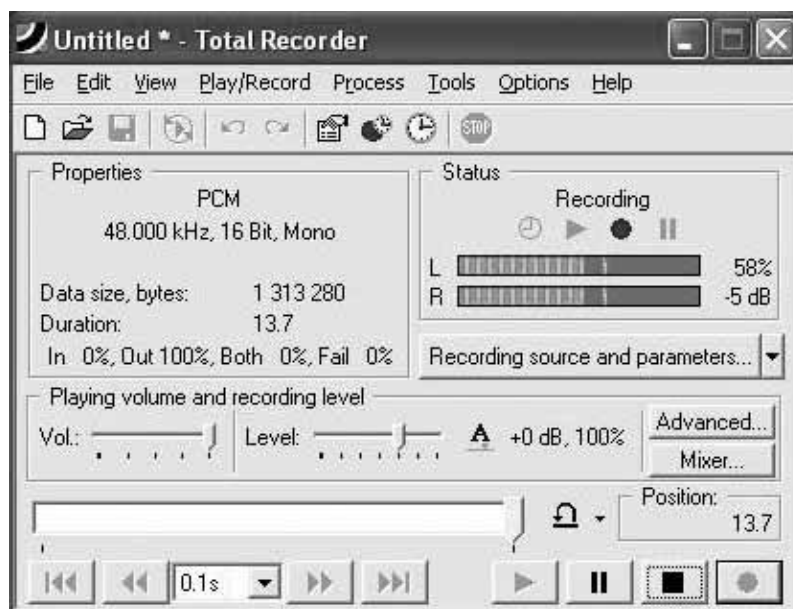 Untitled * - Total Recorder
File Edit View Play/Record Process Tools Options Help
STOP
Properties
PCM
48.000 kHz, 16 Bit, Mono
Data size, bytes: 1 313 280
Duration: 13.7
In 0%, Out 100%, Both 0%, Fail 0%
Status
Recording
L 58%
R -5 dB
Recording source and parameters...
Playing volume and recording level
Vol.: Level: A +0 dB, 100%
Advanced...
Mixer...
Position:
13.7
0.1s